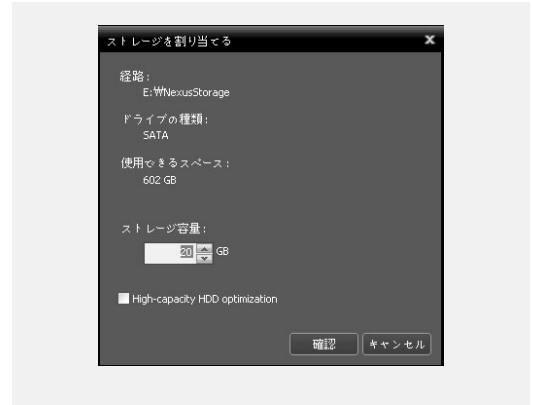 ストレージを割り当てる
経路:
E:₩NexusStorage
ドライブの種類:
SATA
使用できるスペース:
602 GB
ストレージ容量:
20 GB
High-capacity HDD optimization
確認 キャンセル